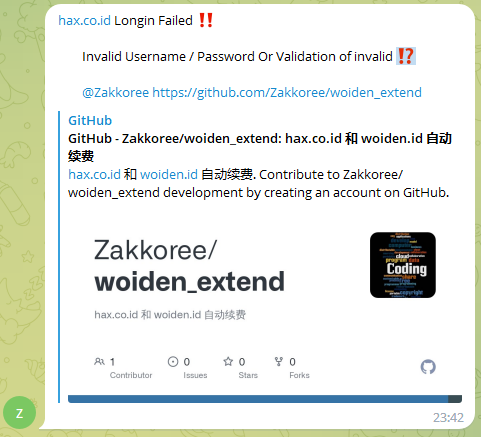 hax.co.id Longin Failed ‼️
Invalid Username / Password Or Validation of invalid ⁉️
@Zakkoree https://github.com/Zakkoree/woiden_extend
GitHub
GitHub - Zakkoree/woiden_extend: hax.co.id 和 woiden.id 自动
续费
hax.co.id 和 woiden.id 自动续费. Contribute to Zakkoree/
woiden_extend development by creating an account on GitHub.
Zakkoree/
woiden_extend
Coding
hax.co.id 和 woiden.id 自动续费
1
Contributor
0
Issues
0
Stars
0
Forks
Z
23:42